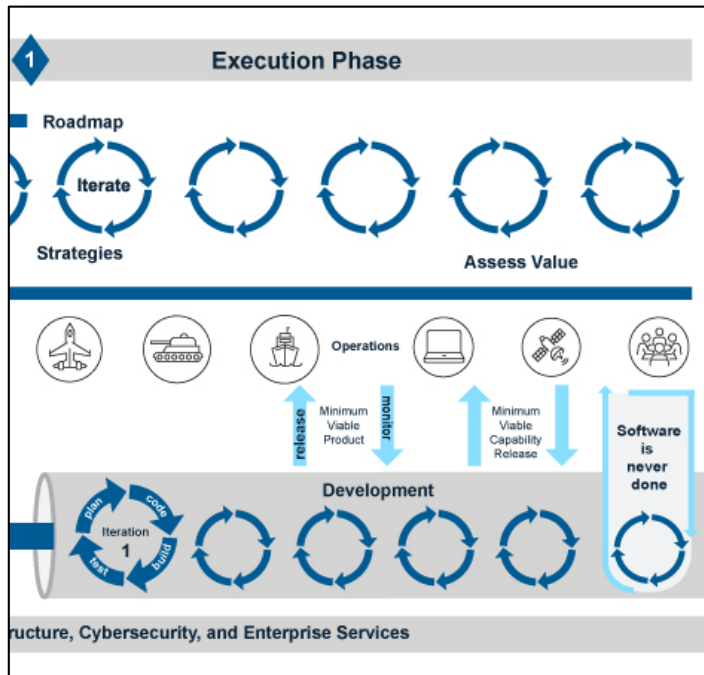 1
Execution Phase
Roadmap
Iterate
Strategies
Assess Value
Operations
release
Minimum
Viable
Product
monitor
Minimum
Viable
Capability
Release
Software
is
never
done
Development
plan
code
Iteration
1
test
build
ructure, Cybersecurity, and Enterprise Services